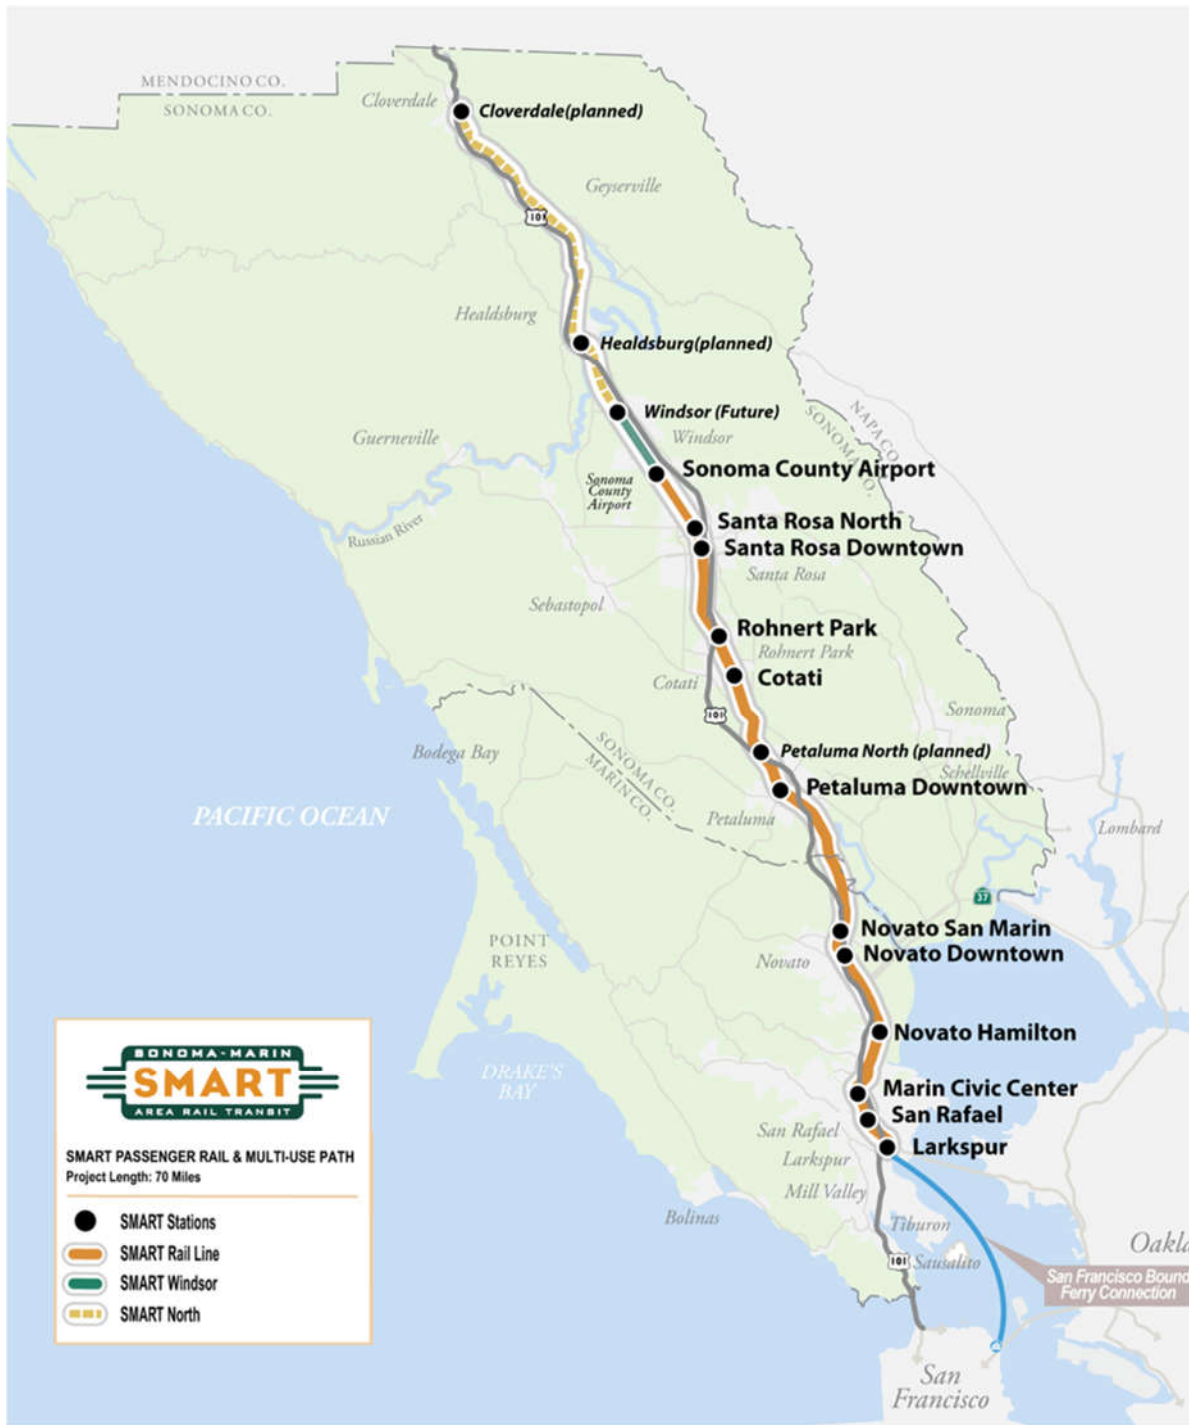 MENDOCINO CO.
SONOMA CO.
Cloverdale
Cloverdale(planned)
Geyserville
101
Healdsburg
Healdsburg(planned)
Windsor (Future)
NAPA CO.
SONOMA CO.
Windsor
Guerneville
Sonoma County Airport
Sonoma
County
Airport
Russian River
Santa Rosa North
Santa Rosa Downtown
Santa Rosa
Sebastopol
Rohnert Park
Rohnert Park
Cotati
Cotati
Sonoma
101
SONOMA CO.
MARIN CO.
Bodega Bay
Petaluma North (planned)
Schellville
Petaluma Downtown
PACIFIC OCEAN
Petaluma
Lombard
37
Novato San Marin
POINT
REYES
Novato
Novato Downtown
Novato Hamilton
DRAKE'S
BAY
Marin Civic Center
San Rafael
San Rafael
Larkspur
Larkspur
Mill Valley
Bolinas
Tiburon
Sausalito
101
Oakla
San Francisco Bound
Ferry Connection
San
Francisco
SONOMA-MARIN
SMART
AREA RAIL TRANSIT
SMART PASSENGER RAIL & MULTI-USE PATH
Project Length: 70 Miles
SMART Stations
SMART Rail Line
SMART Windsor
SMART North